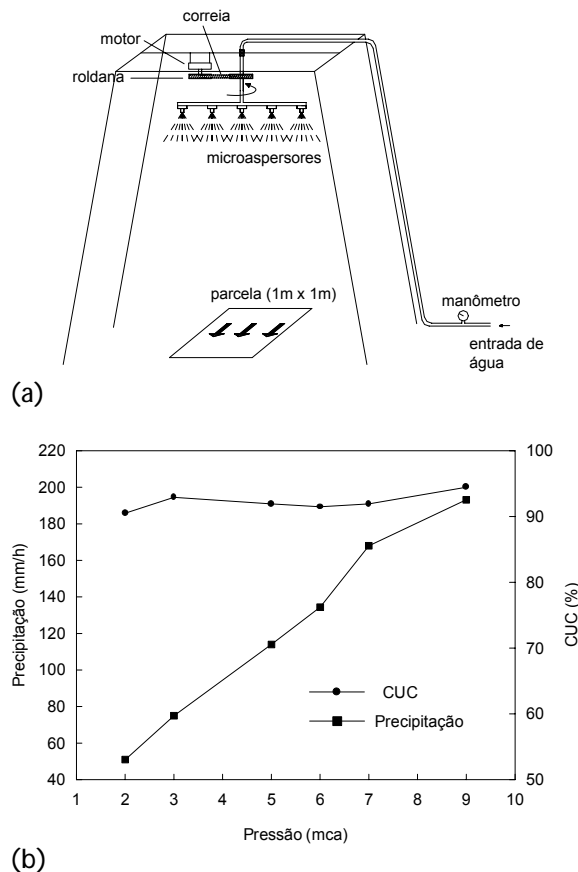 correia
motor
roldana
microaspersores
parcela (1m x 1m)
manômetro
entrada de
água
(a)
220
200
180
160
140
120
100
80
60
40
Precipitação (mm/h)
100
90
80
70
60
50
CUC (%)
CUC
Precipitação
1 2 3 4 5 6 7 8 9 10
Pressão (mca)
(b)